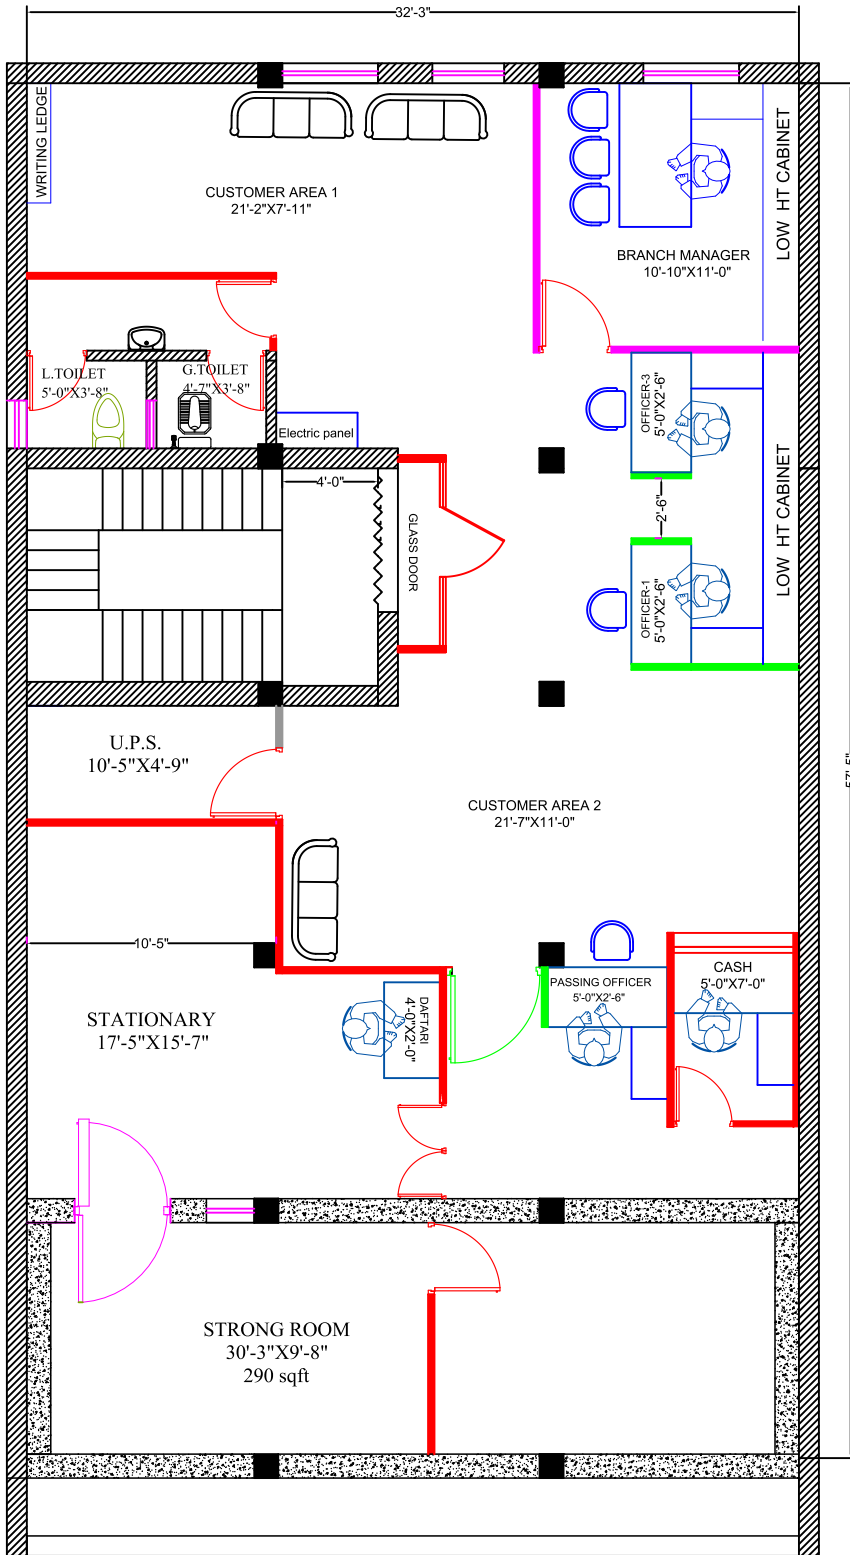 32'-3"
WRITING LEDGE
CUSTOMER AREA 1
21'-2"X7'-11"
LOW HT CABINET
BRANCH MANAGER
10'-10"X11'-0"
L.TOILET
5'-0"X3'-8"
G.TOILET
4'-7"X3'-8"
OFFICER-3
5'-0"X2'-6"
Electric panel
4'-0"
GLASS DOOR
2'-6"
LOW HT CABINET
OFFICER-1
5'-0"X2'-6"
U.P.S.
10'-5"X4'-9"
57'-5"
CUSTOMER AREA 2
21'-7"X11'-0"
10'-5"
CASH
5'-0"X7'-0"
PASSING OFFICER
5'-0"X2'-6"
DAFTARI
4'-0"X2'-0"
STATIONARY
17'-5"X15'-7"
STRONG ROOM
30'-3"X9'-8"
290 sqft